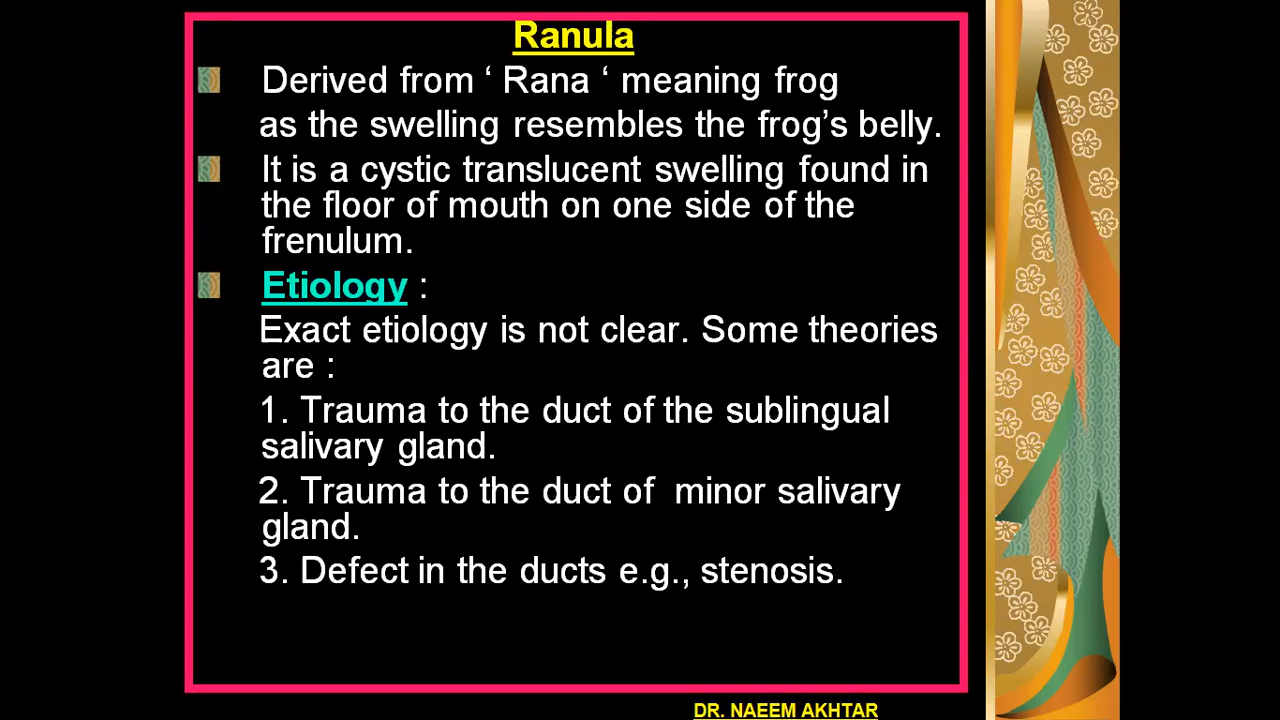 Ranula
Derived from ‘ Rana ‘ meaning frog
as the swelling resembles the frog’s belly.
It is a cystic translucent swelling found in
the floor of mouth on one side of the
frenulum.
Etiology :
Exact etiology is not clear. Some theories
are :
1. Trauma to the duct of the sublingual
salivary gland.
2. Trauma to the duct of  minor salivary
gland.
3. Defect in the ducts e.g., stenosis.
DR. NAEEM AKHTAR